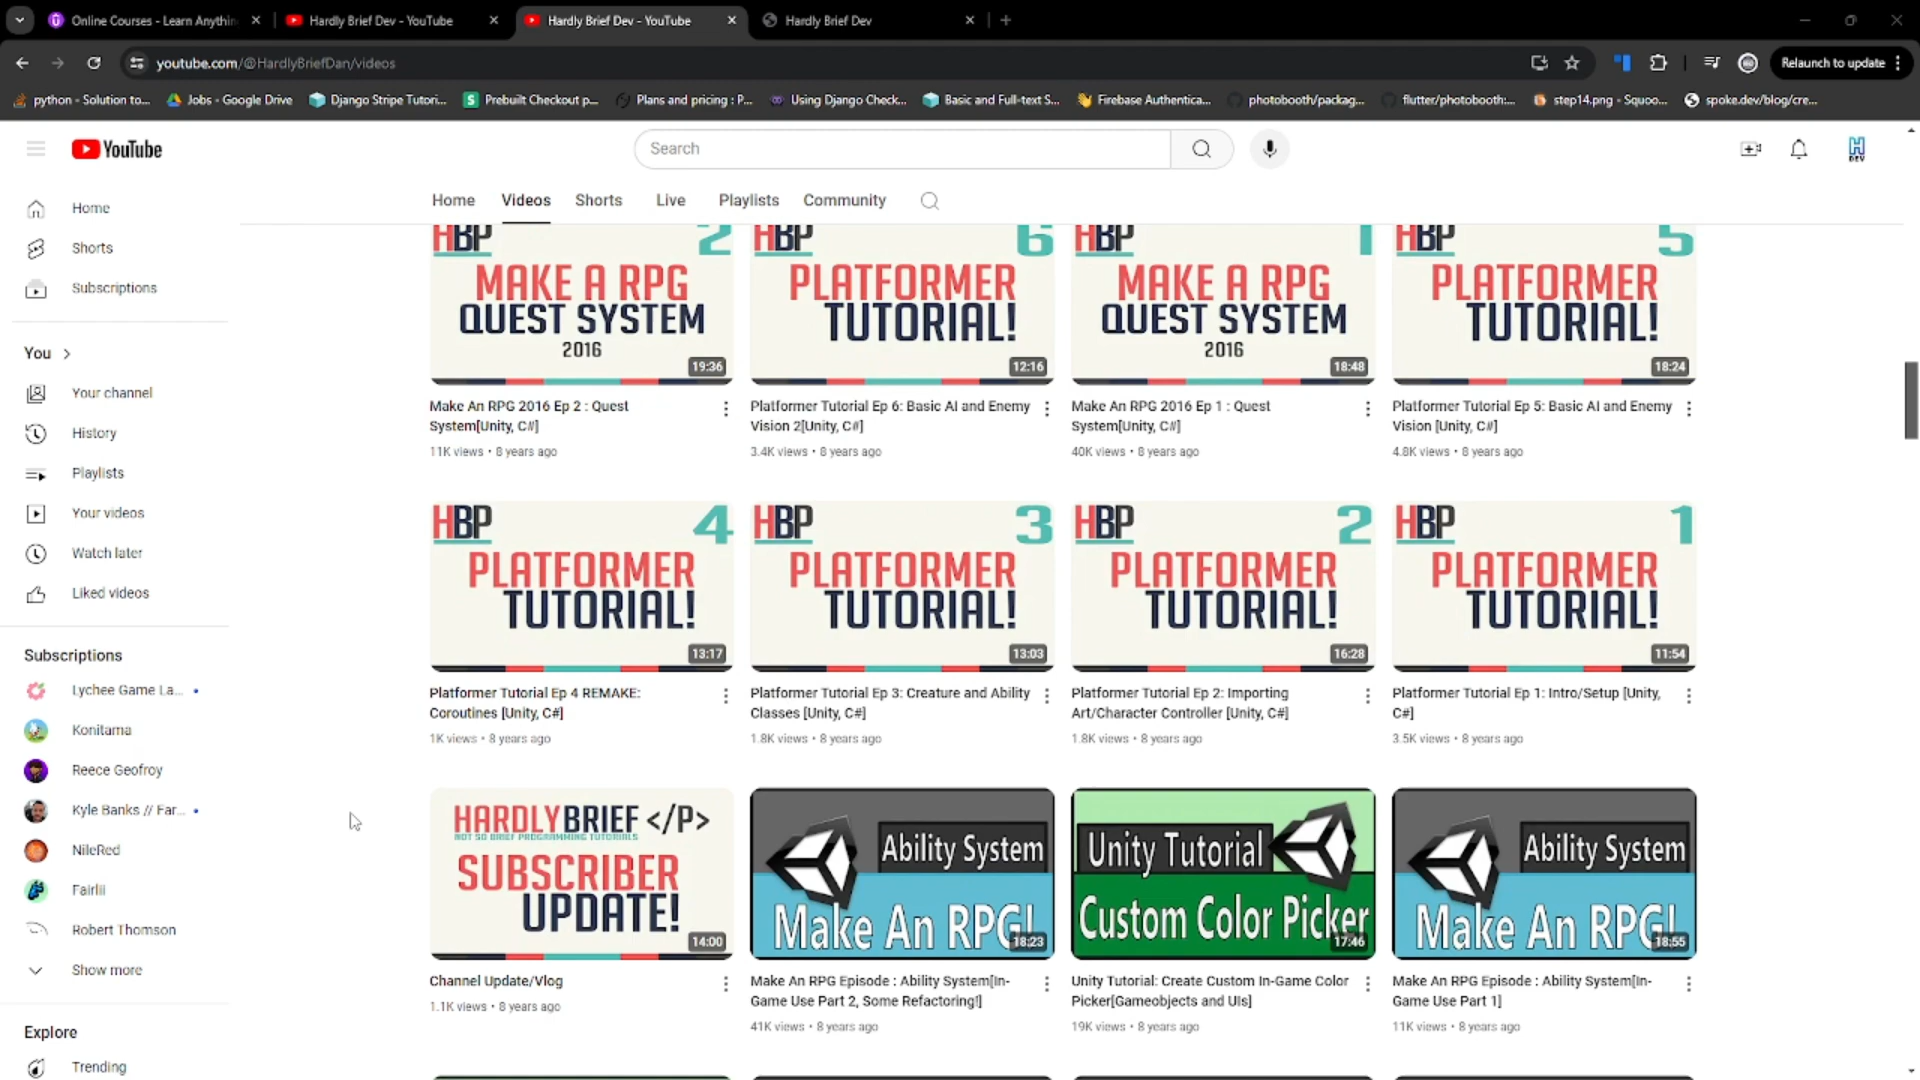 Online Courses - Learn Anythin
Hardly Brief Dev - YouTube
Hardly Brief Dev - YouTube
Hardly Brief Dev
youtube.com/@HardlyBriefDan/videos
Relaunch to update
python - Solution to...
Jobs - Google Drive
Django Stripe Tutori...
Prebuilt Checkout p...
Plans and pricing : P...
Using Django Check...
Basic and Full-text S...
Firebase Authentica...
photobooth/packag...
flutter/photobooth:...
step14.png - Squoo...
spoke.dev/blog/cre...
YouTube
Search
DEV
Home
Videos
Shorts
Live
Playlists
Community
Home
Shorts
Subscriptions
You
Your channel
History
Playlists
Your videos
Watch later
Liked videos
Subscriptions
Lychee Game La...
Konitama
Reece Geofroy
Kyle Banks // Far...
NileRed
Fairlii
Robert Thomson
Show more
Explore
Trending
HBP 2
MAKE A RPG
QUEST SYSTEM
2016
19:36
Make An RPG 2016 Ep 2 : Quest
System[Unity, C#]
11K views • 8 years ago
HBP 6
PLATFORMER
TUTORIAL!
12:16
Platformer Tutorial Ep 6: Basic AI and Enemy
Vision 2[Unity, C#]
3.4K views • 8 years ago
HBP 1
MAKE A RPG
QUEST SYSTEM
2016
18:48
Make An RPG 2016 Ep 1 : Quest
System[Unity, C#]
40K views • 8 years ago
HBP 5
PLATFORMER
TUTORIAL!
18:24
Platformer Tutorial Ep 5: Basic AI and Enemy
Vision [Unity, C#]
4.8K views • 8 years ago
HBP 4
PLATFORMER
TUTORIAL!
13:17
Platformer Tutorial Ep 4 REMAKE:
Coroutines [Unity, C#]
1K views • 8 years ago
HBP 3
PLATFORMER
TUTORIAL!
13:03
Platformer Tutorial Ep 3: Creature and Ability
Classes [Unity, C#]
1.8K views • 8 years ago
HBP 2
PLATFORMER
TUTORIAL!
16:28
Platformer Tutorial Ep 2: Importing
Art/Character Controller [Unity, C#]
1.8K views • 8 years ago
HBP 1
PLATFORMER
TUTORIAL!
11:54
Platformer Tutorial Ep 1: Intro/Setup [Unity,
C#]
3.5K views • 8 years ago
HARDLYBRIEF </P>
NOT SO BRIEF PROGRAMMING TUTORIALS
SUBSCRIBER
UPDATE!
14:00
Channel Update/Vlog
1.1K views • 8 years ago
Ability System
Make An RPG!
18:23
Make An RPG Episode : Ability System[In-
Game Use Part 2, Some Refactoring!]
41K views • 8 years ago
Unity Tutorial
Custom Color Picker
17:46
Unity Tutorial: Create Custom In-Game Color
Picker[Gameobjects and UIs]
19K views • 8 years ago
Ability System
Make An RPG!
18:55
Make An RPG Episode : Ability System[In-
Game Use Part 1]
11K views • 8 years ago